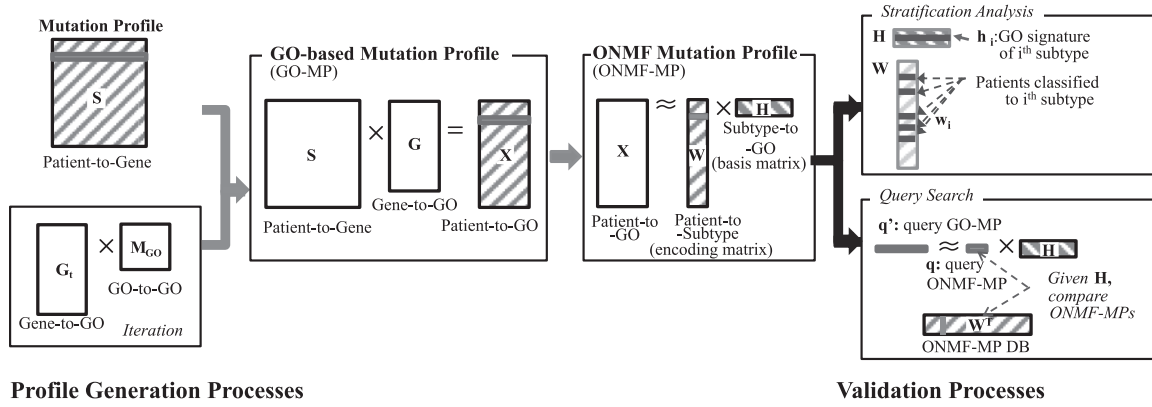 Mutation Profile
S
Patient-to-Gene
G_t
×
M_GO
GO-to-GO
Gene-to-GO
Iteration
GO-based Mutation Profile
(GO-MP)
S
×
G
=
X
Patient-to-Gene
Gene-to-GO
Patient-to-GO
ONMF Mutation Profile
(ONMF-MP)
X
≈
W
×
H
Subtype-to
-GO
(basis matrix)
Patient-to
-GO
Patient-to
-Subtype
(encoding matrix)
Stratification Analysis
H
h_i:GO signature
of i^th subtype
W
Patients classified
to i^th subtype
w_i
Query Search
q’: query GO-MP
≈
×
H
q: query
ONMF-MP
Given H,
compare
ONMF-MPs
W^T
ONMF-MP DB
Profile Generation Processes
Validation Processes